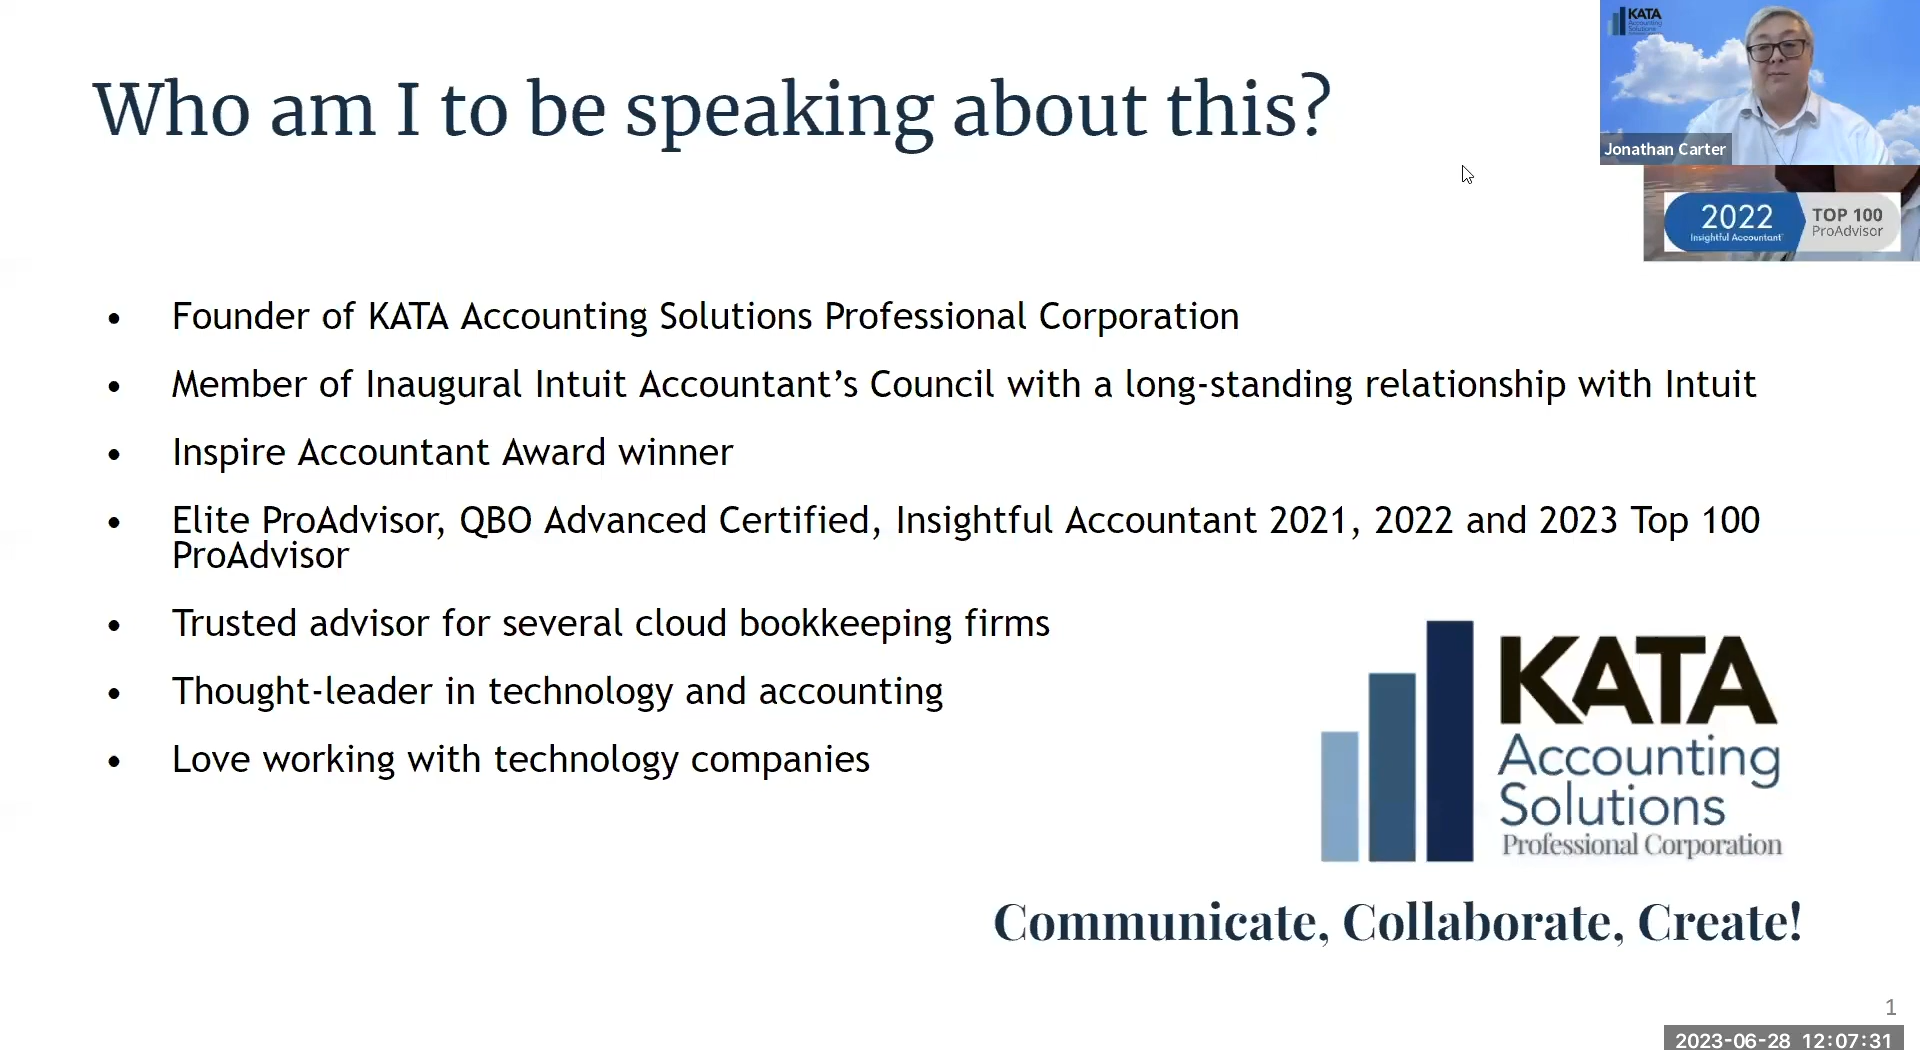 Who am I to be speaking about this?
KATA
Accounting
Solutions
Jonathan Carter
2022
Insightful Accountant
TOP 100
ProAdvisor
• Founder of KATA Accounting Solutions Professional Corporation
• Member of Inaugural Intuit Accountant’s Council with a long-standing relationship with Intuit
• Inspire Accountant Award winner
• Elite ProAdvisor, QBO Advanced Certified, Insightful Accountant 2021, 2022 and 2023 Top 100
ProAdvisor
• Trusted advisor for several cloud bookkeeping firms
• Thought-leader in technology and accounting
• Love working with technology companies
KATA
Accounting
Solutions
Professional Corporation
Communicate, Collaborate, Create!
1
2023-06-28 12:07:31